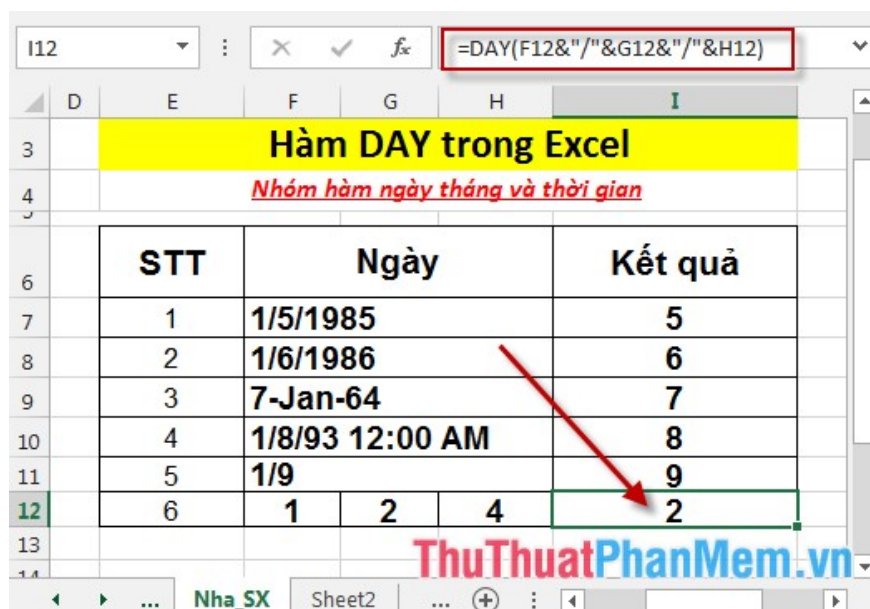 I12 fx =DAY(F12&"/"&G12&"/"&H12)
D E F G H I
3 Hàm DAY trong Excel
4 Nhóm hàm ngày tháng và thời gian
6 STT Ngày Kết quả
7 1 1/5/1985 5
8 2 1/6/1986 6
9 3 7-Jan-64 7
10 4 1/8/93 12:00 AM 8
11 5 1/9 9
12 6 1 2 4 2
13
ThuThuatPhanMem.vn
14
... Nha_SX Sheet2 ...